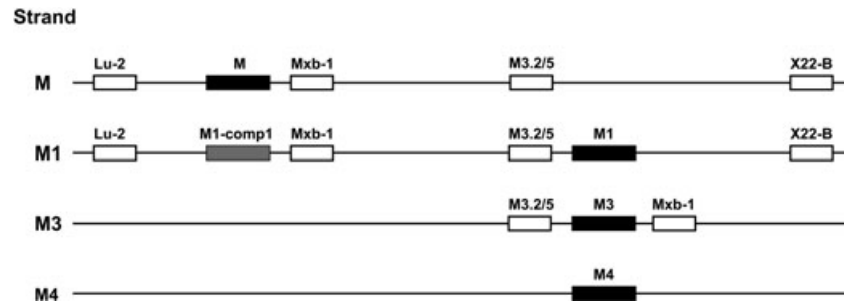 Strand
Lu-2 M Mxb-1 M3.2/5 X22-B
M
Lu-2 M1-comp1 Mxb-1 M3.2/5 M1 X22-B
M1
M3.2/5 M3 Mxb-1
M3
M4
M4